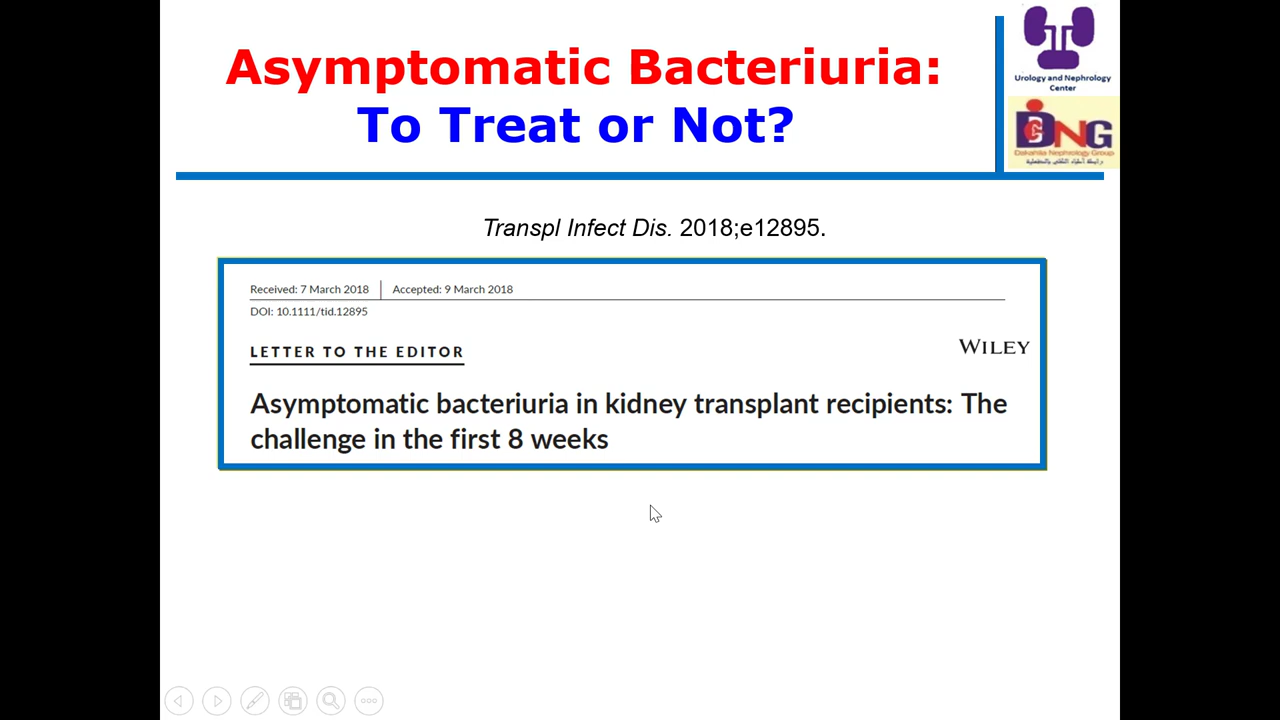 Asymptomatic Bacteriuria:
To Treat or Not?
Urology and Nephrology
Center
DNG
Dakahlia Nephrology Group
Transpl Infect Dis. 2018;e12895.
Received: 7 March 2018 | Accepted: 9 March 2018
DOI: 10.1111/tid.12895
LETTER TO THE EDITOR
WILEY
Asymptomatic bacteriuria in kidney transplant recipients: The
challenge in the first 8 weeks